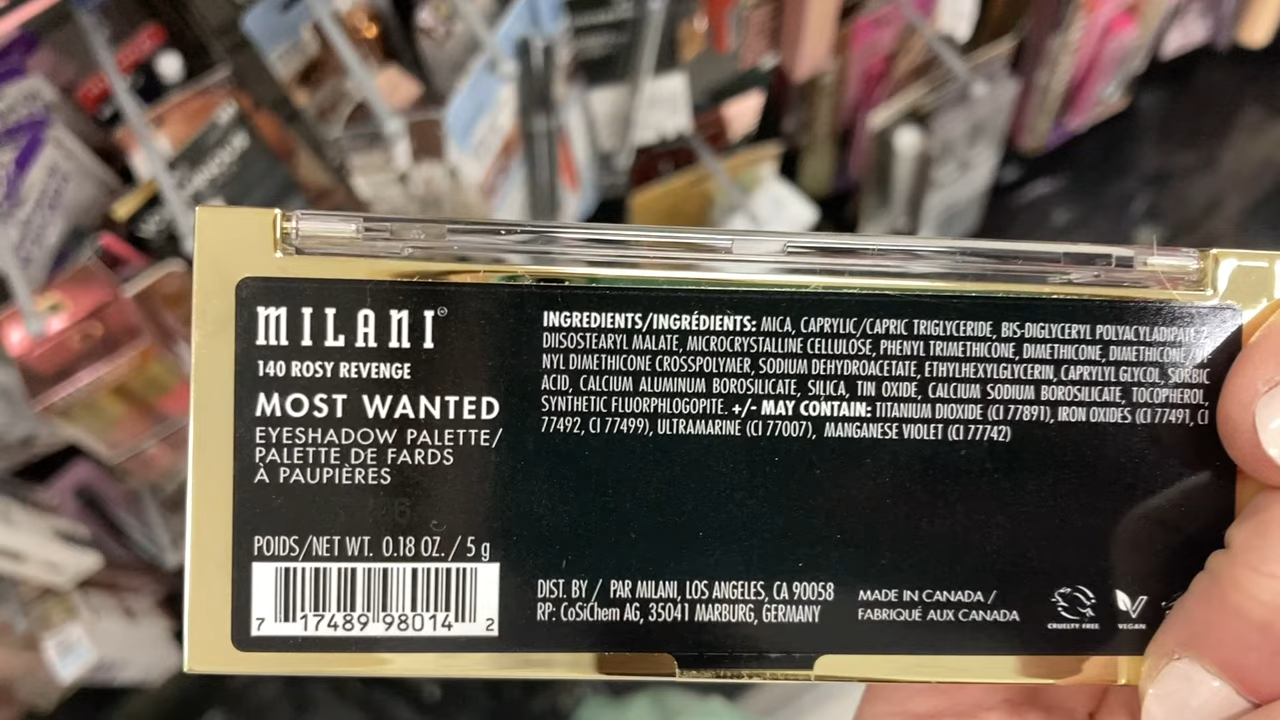 MILANI
140 ROSY REVENGE
MOST WANTED
EYESHADOW PALETTE/
PALETTE DE FARDS
À PAUPIÈRES
POIDS/NET WT. 0.18 OZ. / 5 g
7 17489 98014 2
INGREDIENTS/INGRÉDIENTS: MICA, CAPRYLIC/CAPRIC TRIGLYCERIDE, BIS-DIGLYCERYL POLYACYLADIPATE-2
DIISOSTEARYL MALATE, MICROCRYSTALLINE CELLULOSE, PHENYL TRIMETHICONE, DIMETHICONE, DIMETHICONE/VI-
NYL DIMETHICONE CROSSPOLYMER, SODIUM DEHYDROACETATE, ETHYLHEXYLGLYCERIN, CAPRYLYL GLYCOL, SORBIC
ACID, CALCIUM ALUMINUM BOROSILICATE, SILICA, TIN OXIDE, CALCIUM SODIUM BOROSILICATE, TOCOPHEROL,
SYNTHETIC FLUORPHLOGOPITE. +/- MAY CONTAIN: TITANIUM DIOXIDE (CI 77891), IRON OXIDES (CI 77491, CI
77492, CI 77499), ULTRAMARINE (CI 77007), MANGANESE VIOLET (CI 77742)
DIST. BY / PAR MILANI, LOS ANGELES, CA 90058
RP: CoSiChem AG, 35041 MARBURG, GERMANY
MADE IN CANADA /
FABRIQUÉ AUX CANADA
CRUELTY FREE
VEGAN